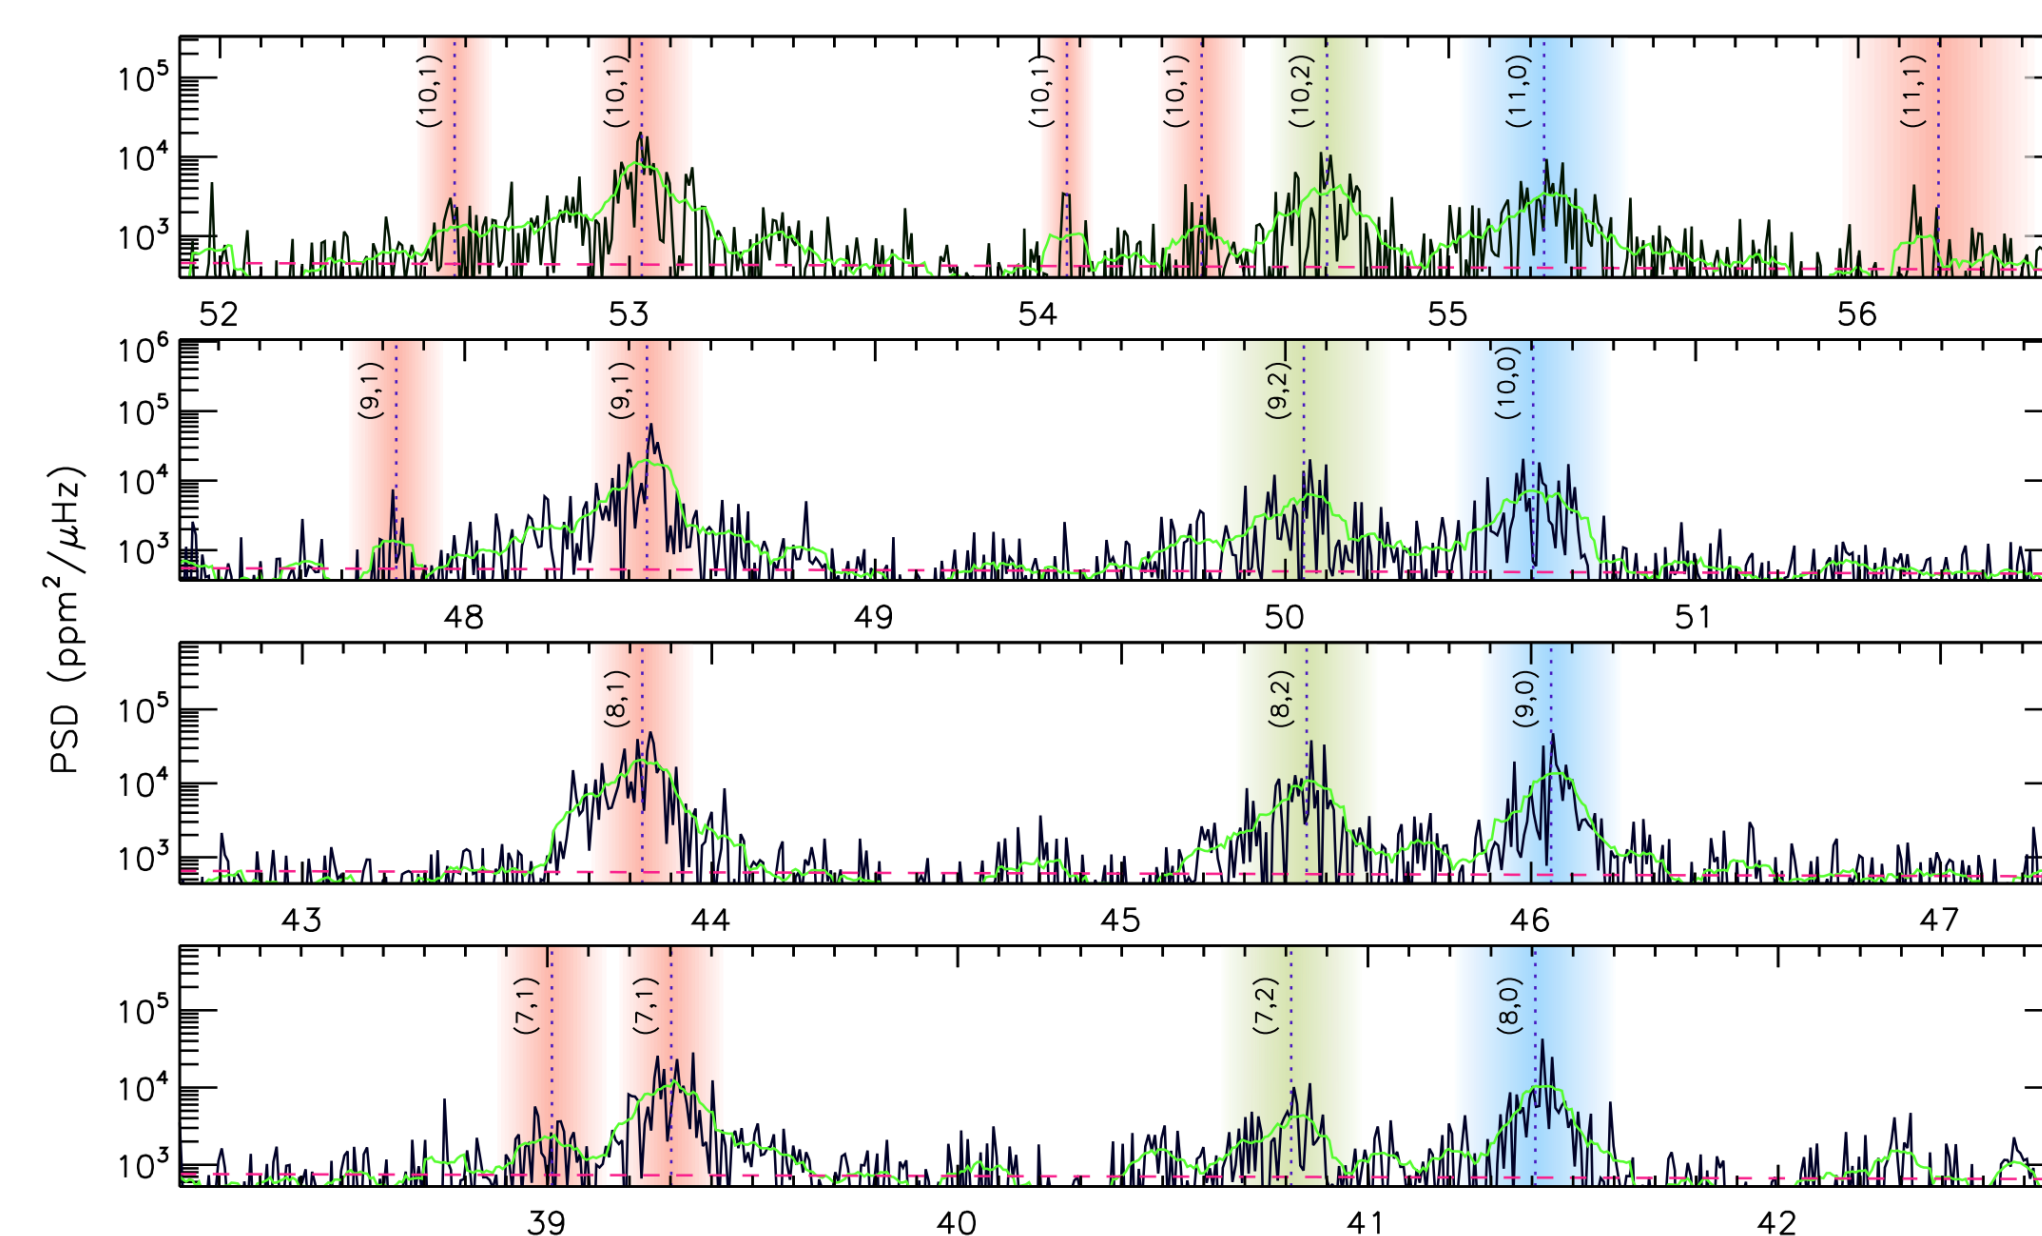 (10,1) (10,1) (10,1) (10,1) (10,2) (11,0) (11,1)
10⁵
10⁴
10³
52 53 54 55 56
10⁶
(9,1) (9,1) (9,2) (10,0)
10⁵
10⁴
10³
48 49 50 51
PSD (ppm²/μHz)
(8,1) (8,2) (9,0)
10⁵
10⁴
10³
43 44 45 46 47
(7,1) (7,1) (7,2) (8,0)
10⁵
10⁴
10³
39 40 41 42